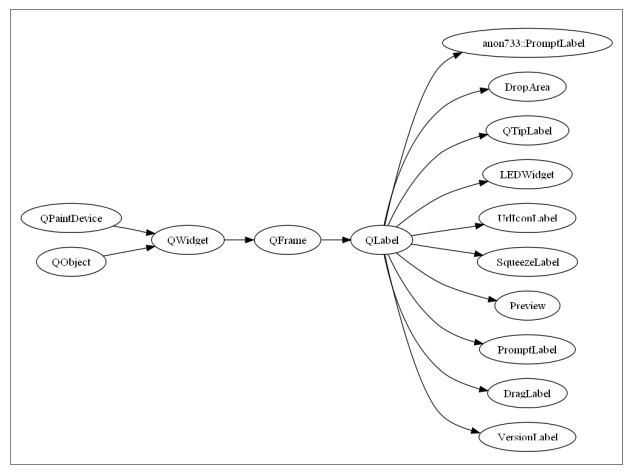 anon733::PromptLabel
DropArea
QTipLabel
LEDWidget
UrlIconLabel
SqueezeLabel
Preview
PromptLabel
DragLabel
VersionLabel
QPaintDevice
QObject
QWidget
QFrame
QLabel